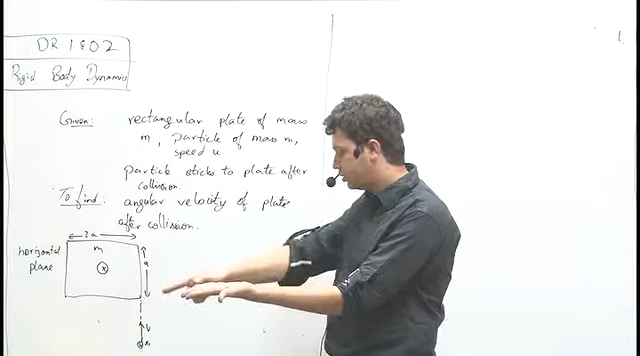 DR 1802
Rigid Body Dynamics
Given: rectangular plate of mass
m, particle of mass m,
speed u
particle sticks to plate after
collision.
To find: angular velocity of plate
after collision.
2a
horizontal
plane
m
a